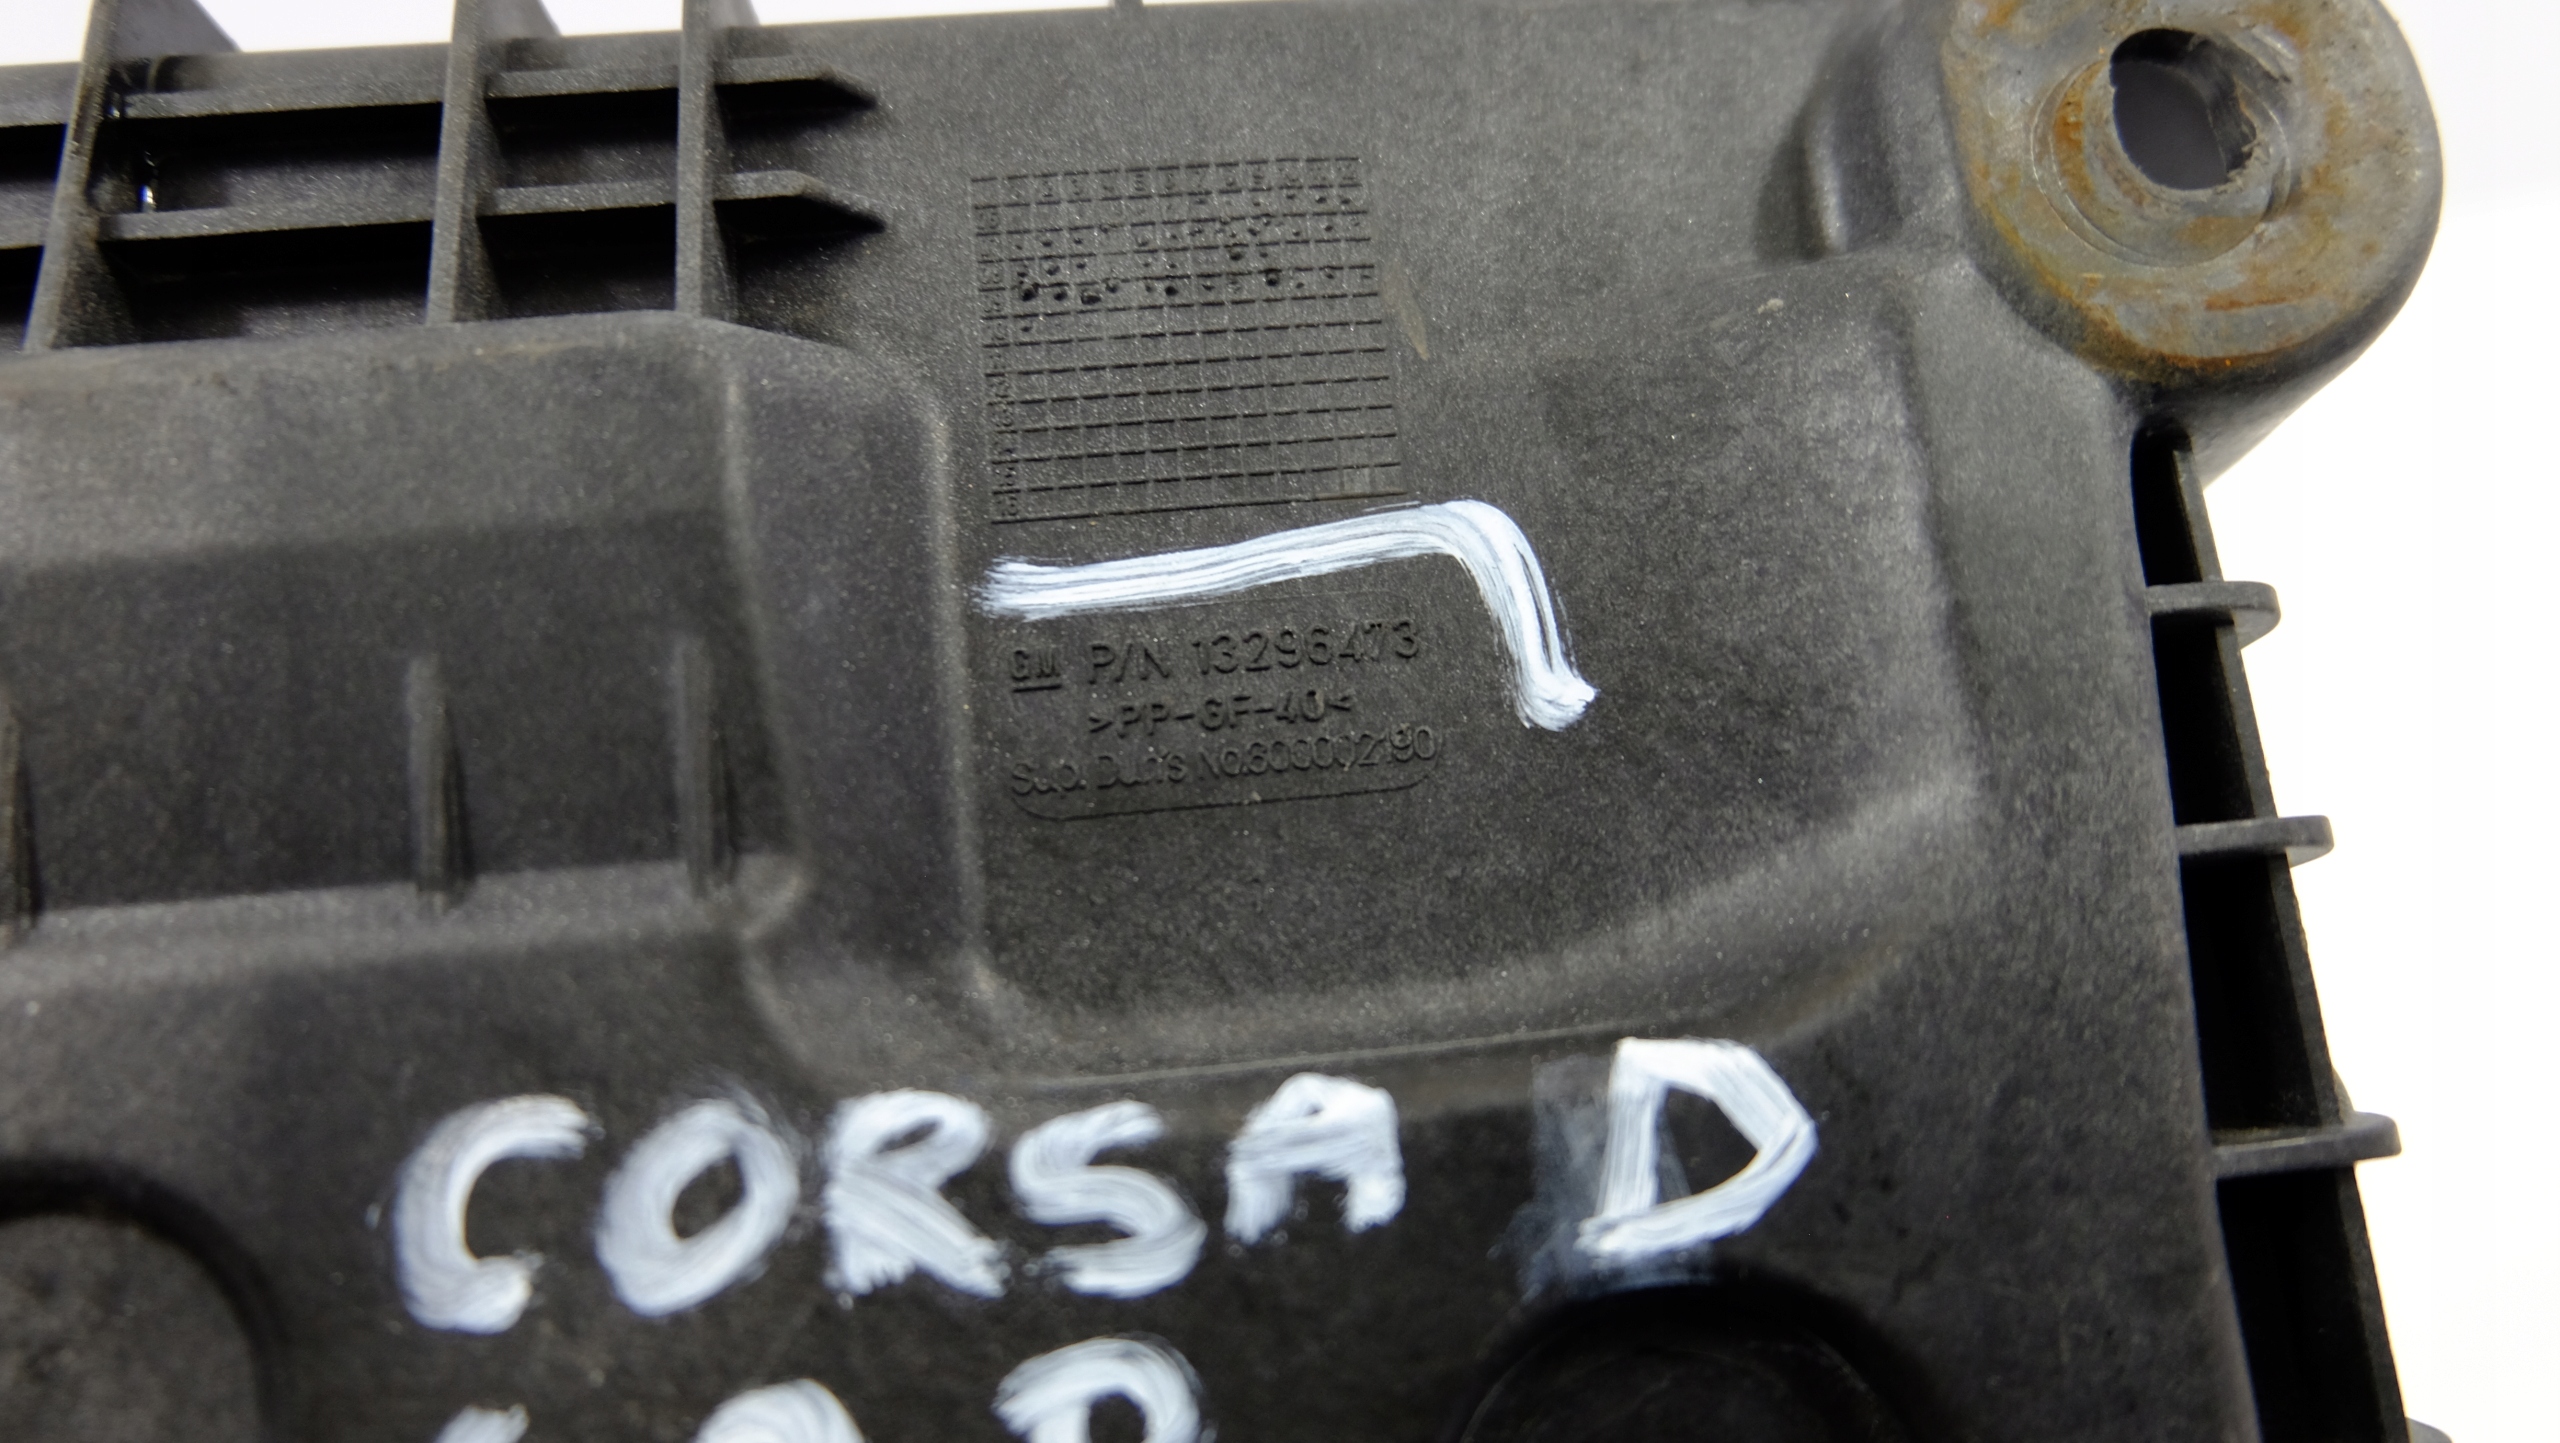 GM P/N 13296473
>PP-GF-40<
Sup. Duns No.600002190
CORSA D